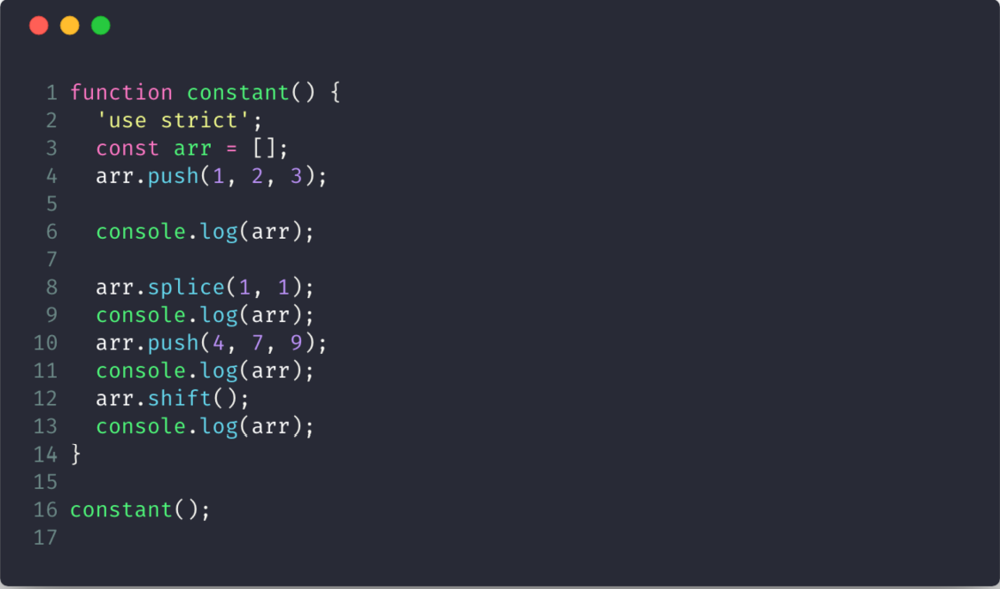 1 function constant() {
2   'use strict';
3   const arr = [];
4   arr.push(1, 2, 3);
5
6   console.log(arr);
7
8   arr.splice(1, 1);
9   console.log(arr);
10   arr.push(4, 7, 9);
11   console.log(arr);
12   arr.shift();
13   console.log(arr);
14 }
15
16 constant();
17